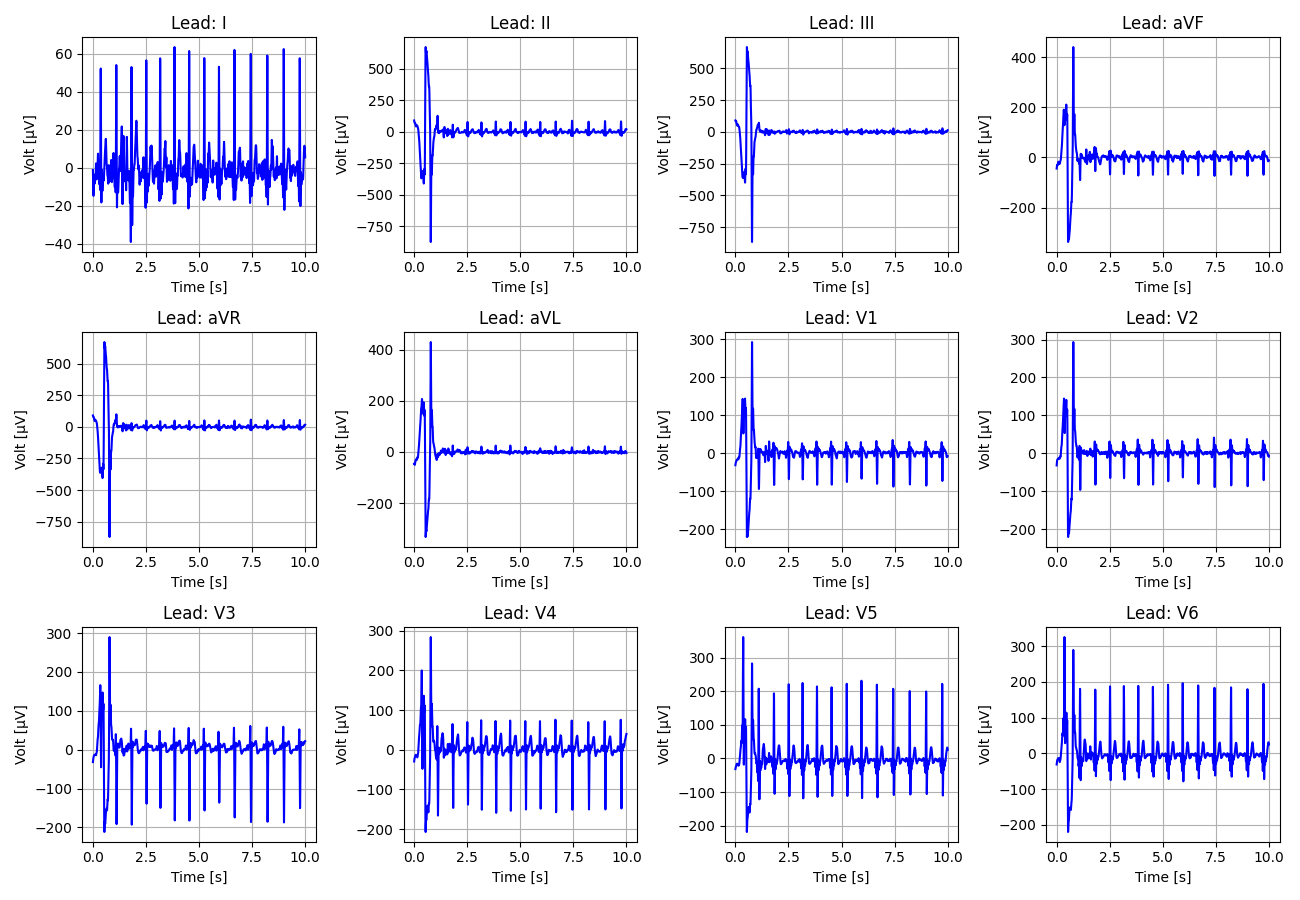 Lead: I
Lead: II
Lead: III
Lead: aVF
Volt [µV]
60
40
20
0
−20
−40
0.0 2.5 5.0 7.5 10.0
Time [s]
Volt [µV]
500
250
0
−250
−500
−750
0.0 2.5 5.0 7.5 10.0
Time [s]
Volt [µV]
500
250
0
−250
−500
−750
0.0 2.5 5.0 7.5 10.0
Time [s]
Volt [µV]
400
200
0
−200
0.0 2.5 5.0 7.5 10.0
Time [s]
Lead: aVR
Lead: aVL
Lead: V1
Lead: V2
Volt [µV]
500
250
0
−250
−500
−750
0.0 2.5 5.0 7.5 10.0
Time [s]
Volt [µV]
400
200
0
−200
0.0 2.5 5.0 7.5 10.0
Time [s]
Volt [µV]
300
200
100
0
−100
−200
0.0 2.5 5.0 7.5 10.0
Time [s]
Volt [µV]
300
200
100
0
−100
−200
0.0 2.5 5.0 7.5 10.0
Time [s]
Lead: V3
Lead: V4
Lead: V5
Lead: V6
Volt [µV]
300
200
100
0
−100
−200
0.0 2.5 5.0 7.5 10.0
Time [s]
Volt [µV]
300
200
100
0
−100
−200
0.0 2.5 5.0 7.5 10.0
Time [s]
Volt [µV]
300
200
100
0
−100
−200
0.0 2.5 5.0 7.5 10.0
Time [s]
Volt [µV]
300
200
100
0
−100
−200
0.0 2.5 5.0 7.5 10.0
Time [s]